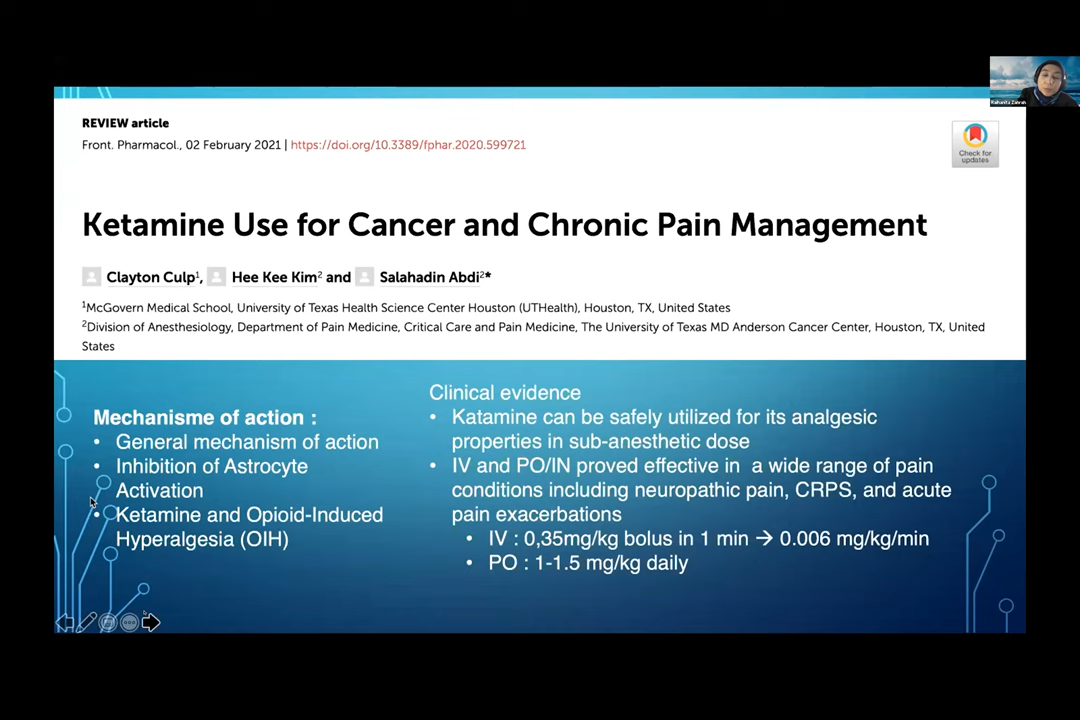 Raihanita Zahrah
REVIEW article
Front. Pharmacol., 02 February 2021 | https://doi.org/10.3389/fphar.2020.599721
Check for
updates
Ketamine Use for Cancer and Chronic Pain Management
Clayton Culp1, Hee Kee Kim2 and Salahadin Abdi2*
1McGovern Medical School, University of Texas Health Science Center Houston (UTHealth), Houston, TX, United States
2Division of Anesthesiology, Department of Pain Medicine, Critical Care and Pain Medicine, The University of Texas MD Anderson Cancer Center, Houston, TX, United
States
Mechanisme of action :
• General mechanism of action
• Inhibition of Astrocyte
Activation
• Ketamine and Opioid-Induced
Hyperalgesia (OIH)
Clinical evidence
• Katamine can be safely utilized for its analgesic
properties in sub-anesthetic dose
• IV and PO/IN proved effective in a wide range of pain
conditions including neuropathic pain, CRPS, and acute
pain exacerbations
• IV : 0,35mg/kg bolus in 1 min → 0.006 mg/kg/min
• PO : 1-1.5 mg/kg daily